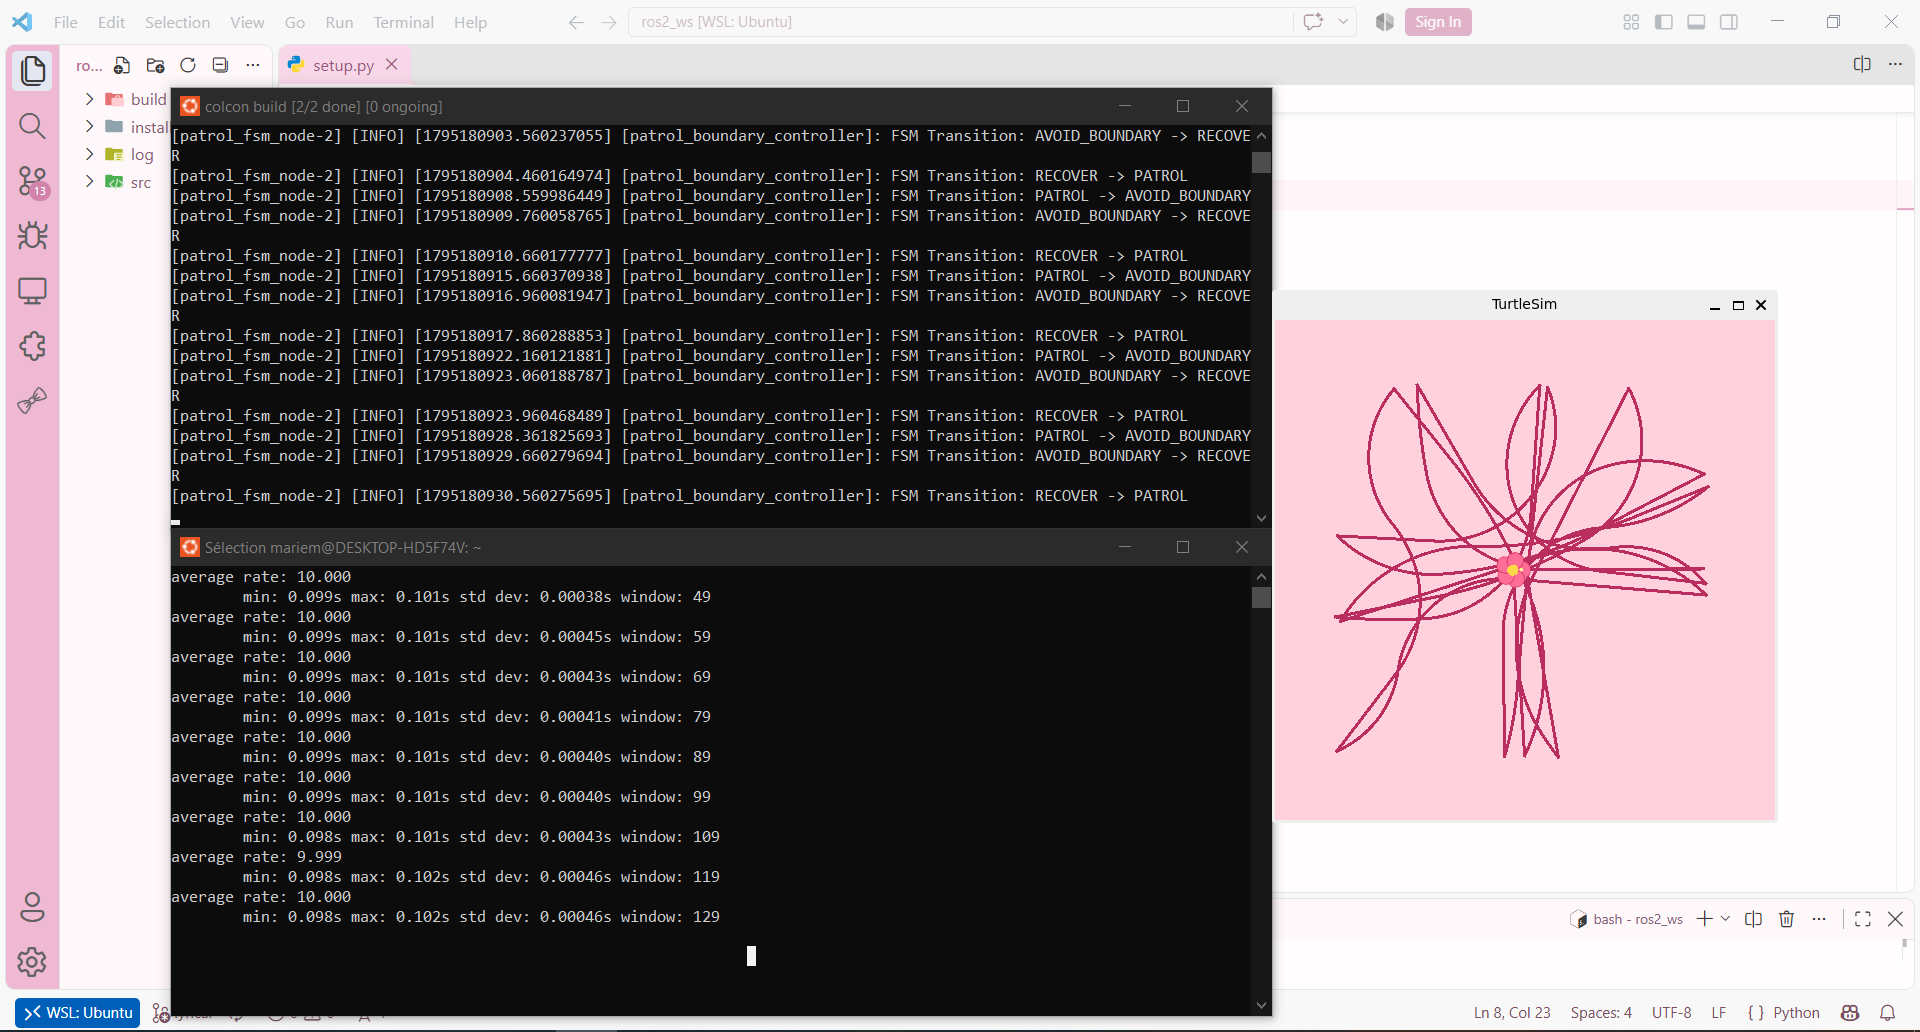 File Edit Selection View Go Run Terminal Help
ros2_ws [WSL: Ubuntu]
Sign In
ro...
setup.py
build
instal
log
src
13
colcon build [2/2 done] [0 ongoing]
[patrol_fsm_node-2] [INFO] [1795180903.560237055] [patrol_boundary_controller]: FSM Transition: AVOID_BOUNDARY -> RECOVE
R
[patrol_fsm_node-2] [INFO] [1795180904.460164974] [patrol_boundary_controller]: FSM Transition: RECOVER -> PATROL
[patrol_fsm_node-2] [INFO] [1795180908.559986449] [patrol_boundary_controller]: FSM Transition: PATROL -> AVOID_BOUNDARY
[patrol_fsm_node-2] [INFO] [1795180909.760058765] [patrol_boundary_controller]: FSM Transition: AVOID_BOUNDARY -> RECOVE
R
[patrol_fsm_node-2] [INFO] [1795180910.660177777] [patrol_boundary_controller]: FSM Transition: RECOVER -> PATROL
[patrol_fsm_node-2] [INFO] [1795180915.660370938] [patrol_boundary_controller]: FSM Transition: PATROL -> AVOID_BOUNDARY
[patrol_fsm_node-2] [INFO] [1795180916.960081947] [patrol_boundary_controller]: FSM Transition: AVOID_BOUNDARY -> RECOVE
R
[patrol_fsm_node-2] [INFO] [1795180917.860288853] [patrol_boundary_controller]: FSM Transition: RECOVER -> PATROL
[patrol_fsm_node-2] [INFO] [1795180922.160121881] [patrol_boundary_controller]: FSM Transition: PATROL -> AVOID_BOUNDARY
[patrol_fsm_node-2] [INFO] [1795180923.060188787] [patrol_boundary_controller]: FSM Transition: AVOID_BOUNDARY -> RECOVE
R
[patrol_fsm_node-2] [INFO] [1795180923.960468489] [patrol_boundary_controller]: FSM Transition: RECOVER -> PATROL
[patrol_fsm_node-2] [INFO] [1795180928.361825693] [patrol_boundary_controller]: FSM Transition: PATROL -> AVOID_BOUNDARY
[patrol_fsm_node-2] [INFO] [1795180929.660279694] [patrol_boundary_controller]: FSM Transition: AVOID_BOUNDARY -> RECOVE
R
[patrol_fsm_node-2] [INFO] [1795180930.560275695] [patrol_boundary_controller]: FSM Transition: RECOVER -> PATROL
TurtleSim
Sélection mariem@DESKTOP-HD5F74V: ~
average rate: 10.000
min: 0.099s max: 0.101s std dev: 0.00038s window: 49
average rate: 10.000
min: 0.099s max: 0.101s std dev: 0.00045s window: 59
average rate: 10.000
min: 0.099s max: 0.101s std dev: 0.00043s window: 69
average rate: 10.000
min: 0.099s max: 0.101s std dev: 0.00041s window: 79
average rate: 10.000
min: 0.099s max: 0.101s std dev: 0.00040s window: 89
average rate: 10.000
min: 0.099s max: 0.101s std dev: 0.00040s window: 99
average rate: 10.000
min: 0.098s max: 0.101s std dev: 0.00043s window: 109
average rate: 9.999
min: 0.098s max: 0.102s std dev: 0.00046s window: 119
average rate: 10.000
min: 0.098s max: 0.102s std dev: 0.00046s window: 129
bash - ros2_ws
WSL: Ubuntu
Ln 8, Col 23 Spaces: 4 UTF-8 LF { } Python